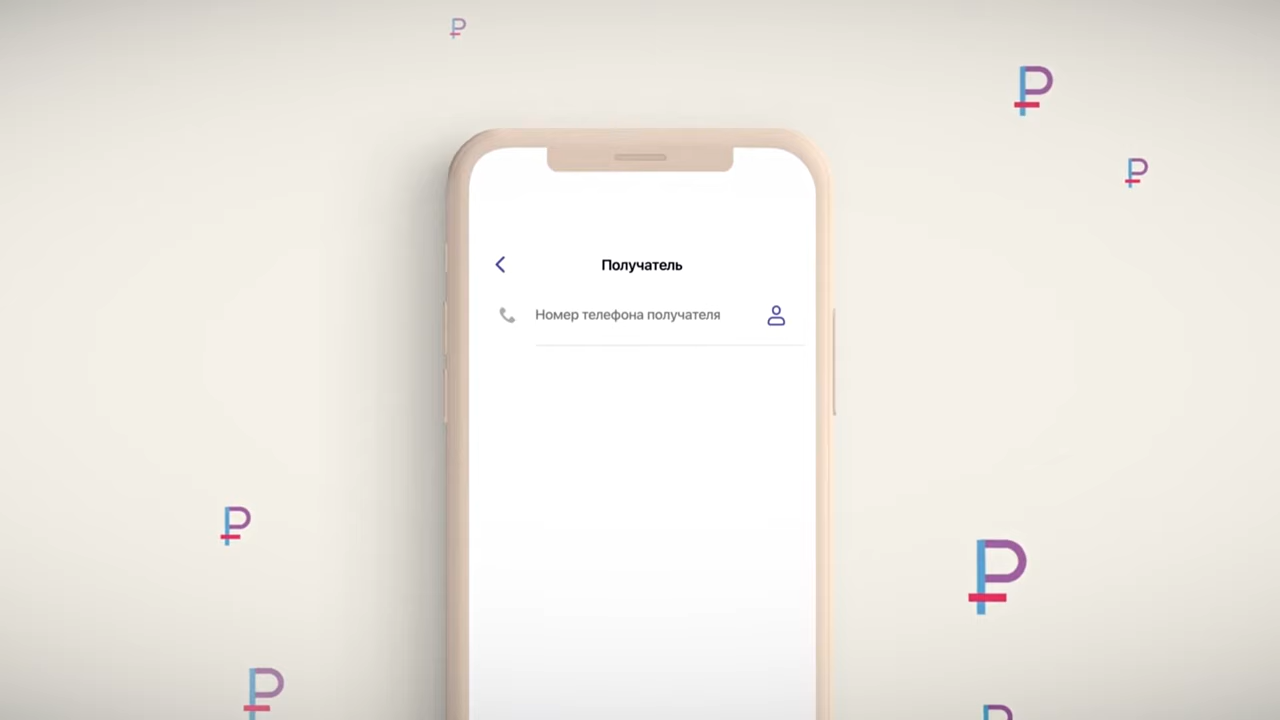 Получатель
Номер телефона получателя